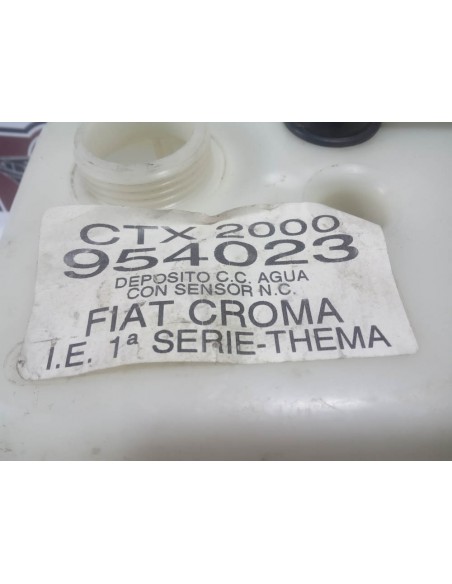 CTX 2000
954023
DEPOSITO C.C. AGUA
CON SENSOR N.C.
FIAT CROMA
I.E. 1ª SERIE-THEMA